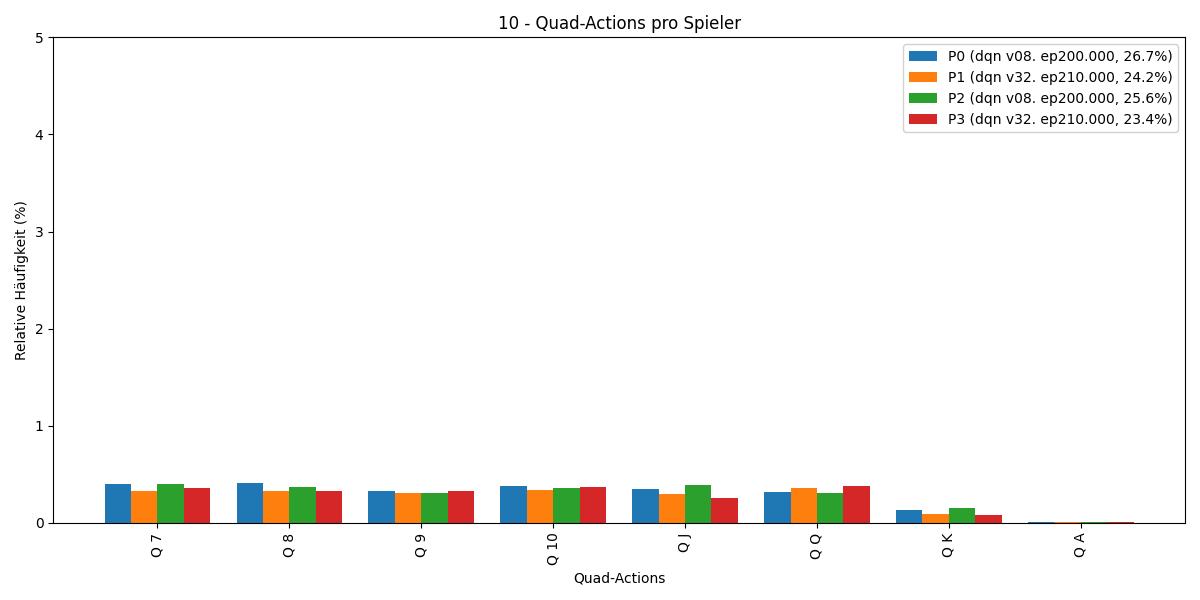 10 - Quad-Actions pro Spieler
5
4
3
2
1
0
Relative Häufigkeit (%)
P0 (dqn v08. ep200.000, 26.7%)
P1 (dqn v32. ep210.000, 24.2%)
P2 (dqn v08. ep200.000, 25.6%)
P3 (dqn v32. ep210.000, 23.4%)
Q 7
Q 8
Q 9
Q 10
Q J
Q Q
Q K
Q A
Quad-Actions